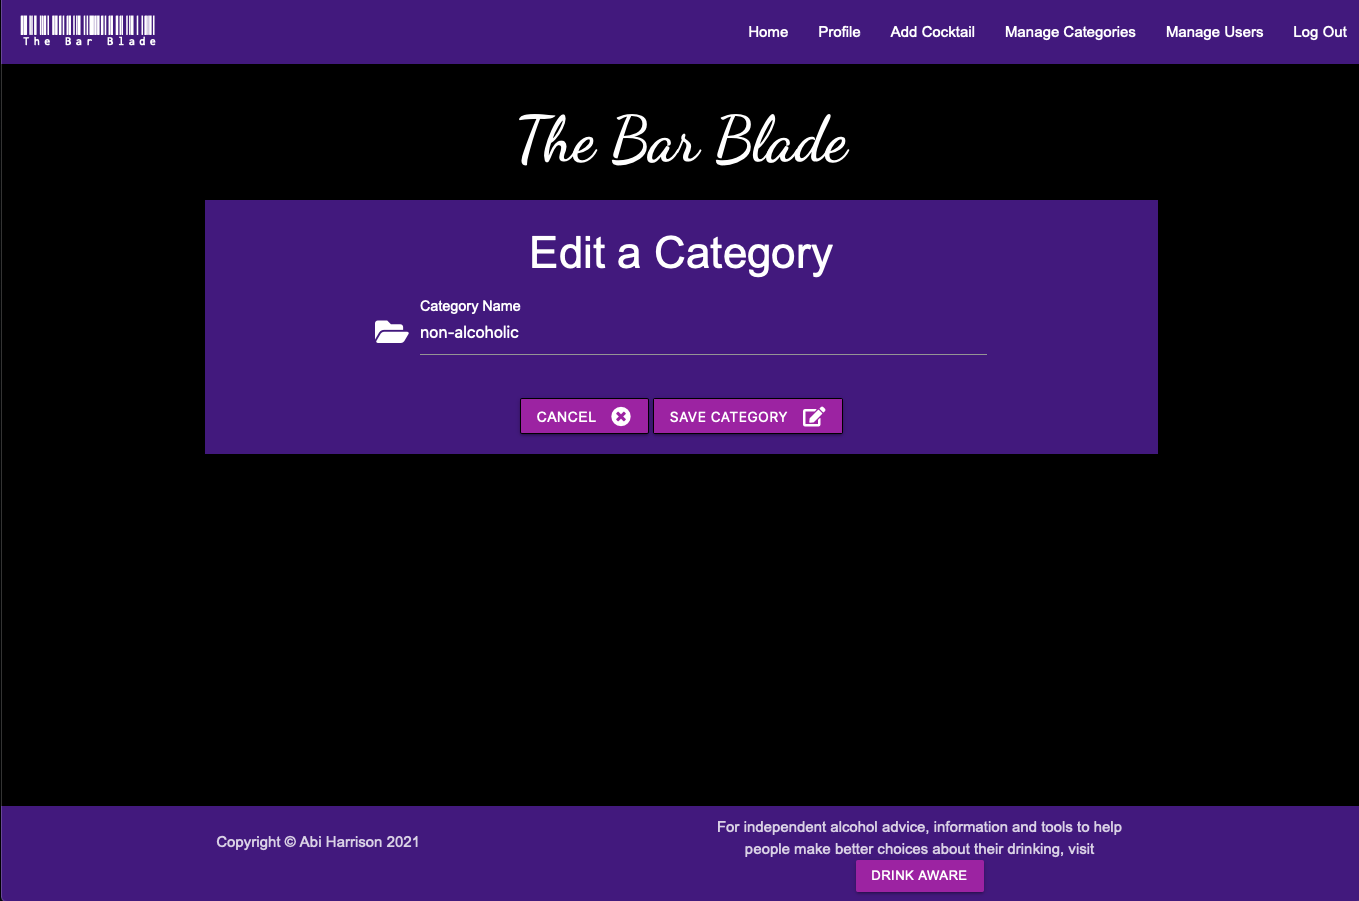 The Bar Blade
Home Profile Add Cocktail Manage Categories Manage Users Log Out
The Bar Blade
Edit a Category
Category Name
non-alcoholic
CANCEL SAVE CATEGORY
Copyright © Abi Harrison 2021
For independent alcohol advice, information and tools to help
people make better choices about their drinking, visit
DRINK AWARE